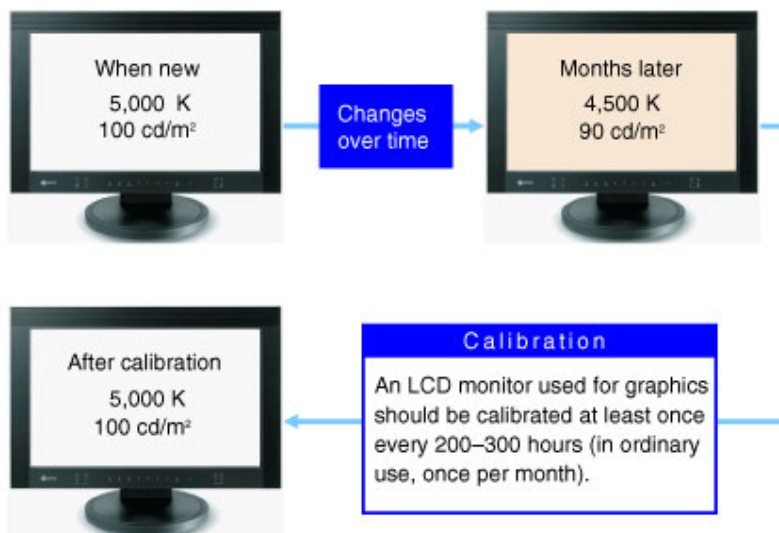 When new
5,000 K
100 cd/m²
Changes
over time
Months later
4,500 K
90 cd/m²
Calibration
An LCD monitor used for graphics
should be calibrated at least once
every 200–300 hours (in ordinary
use, once per month).
After calibration
5,000 K
100 cd/m²